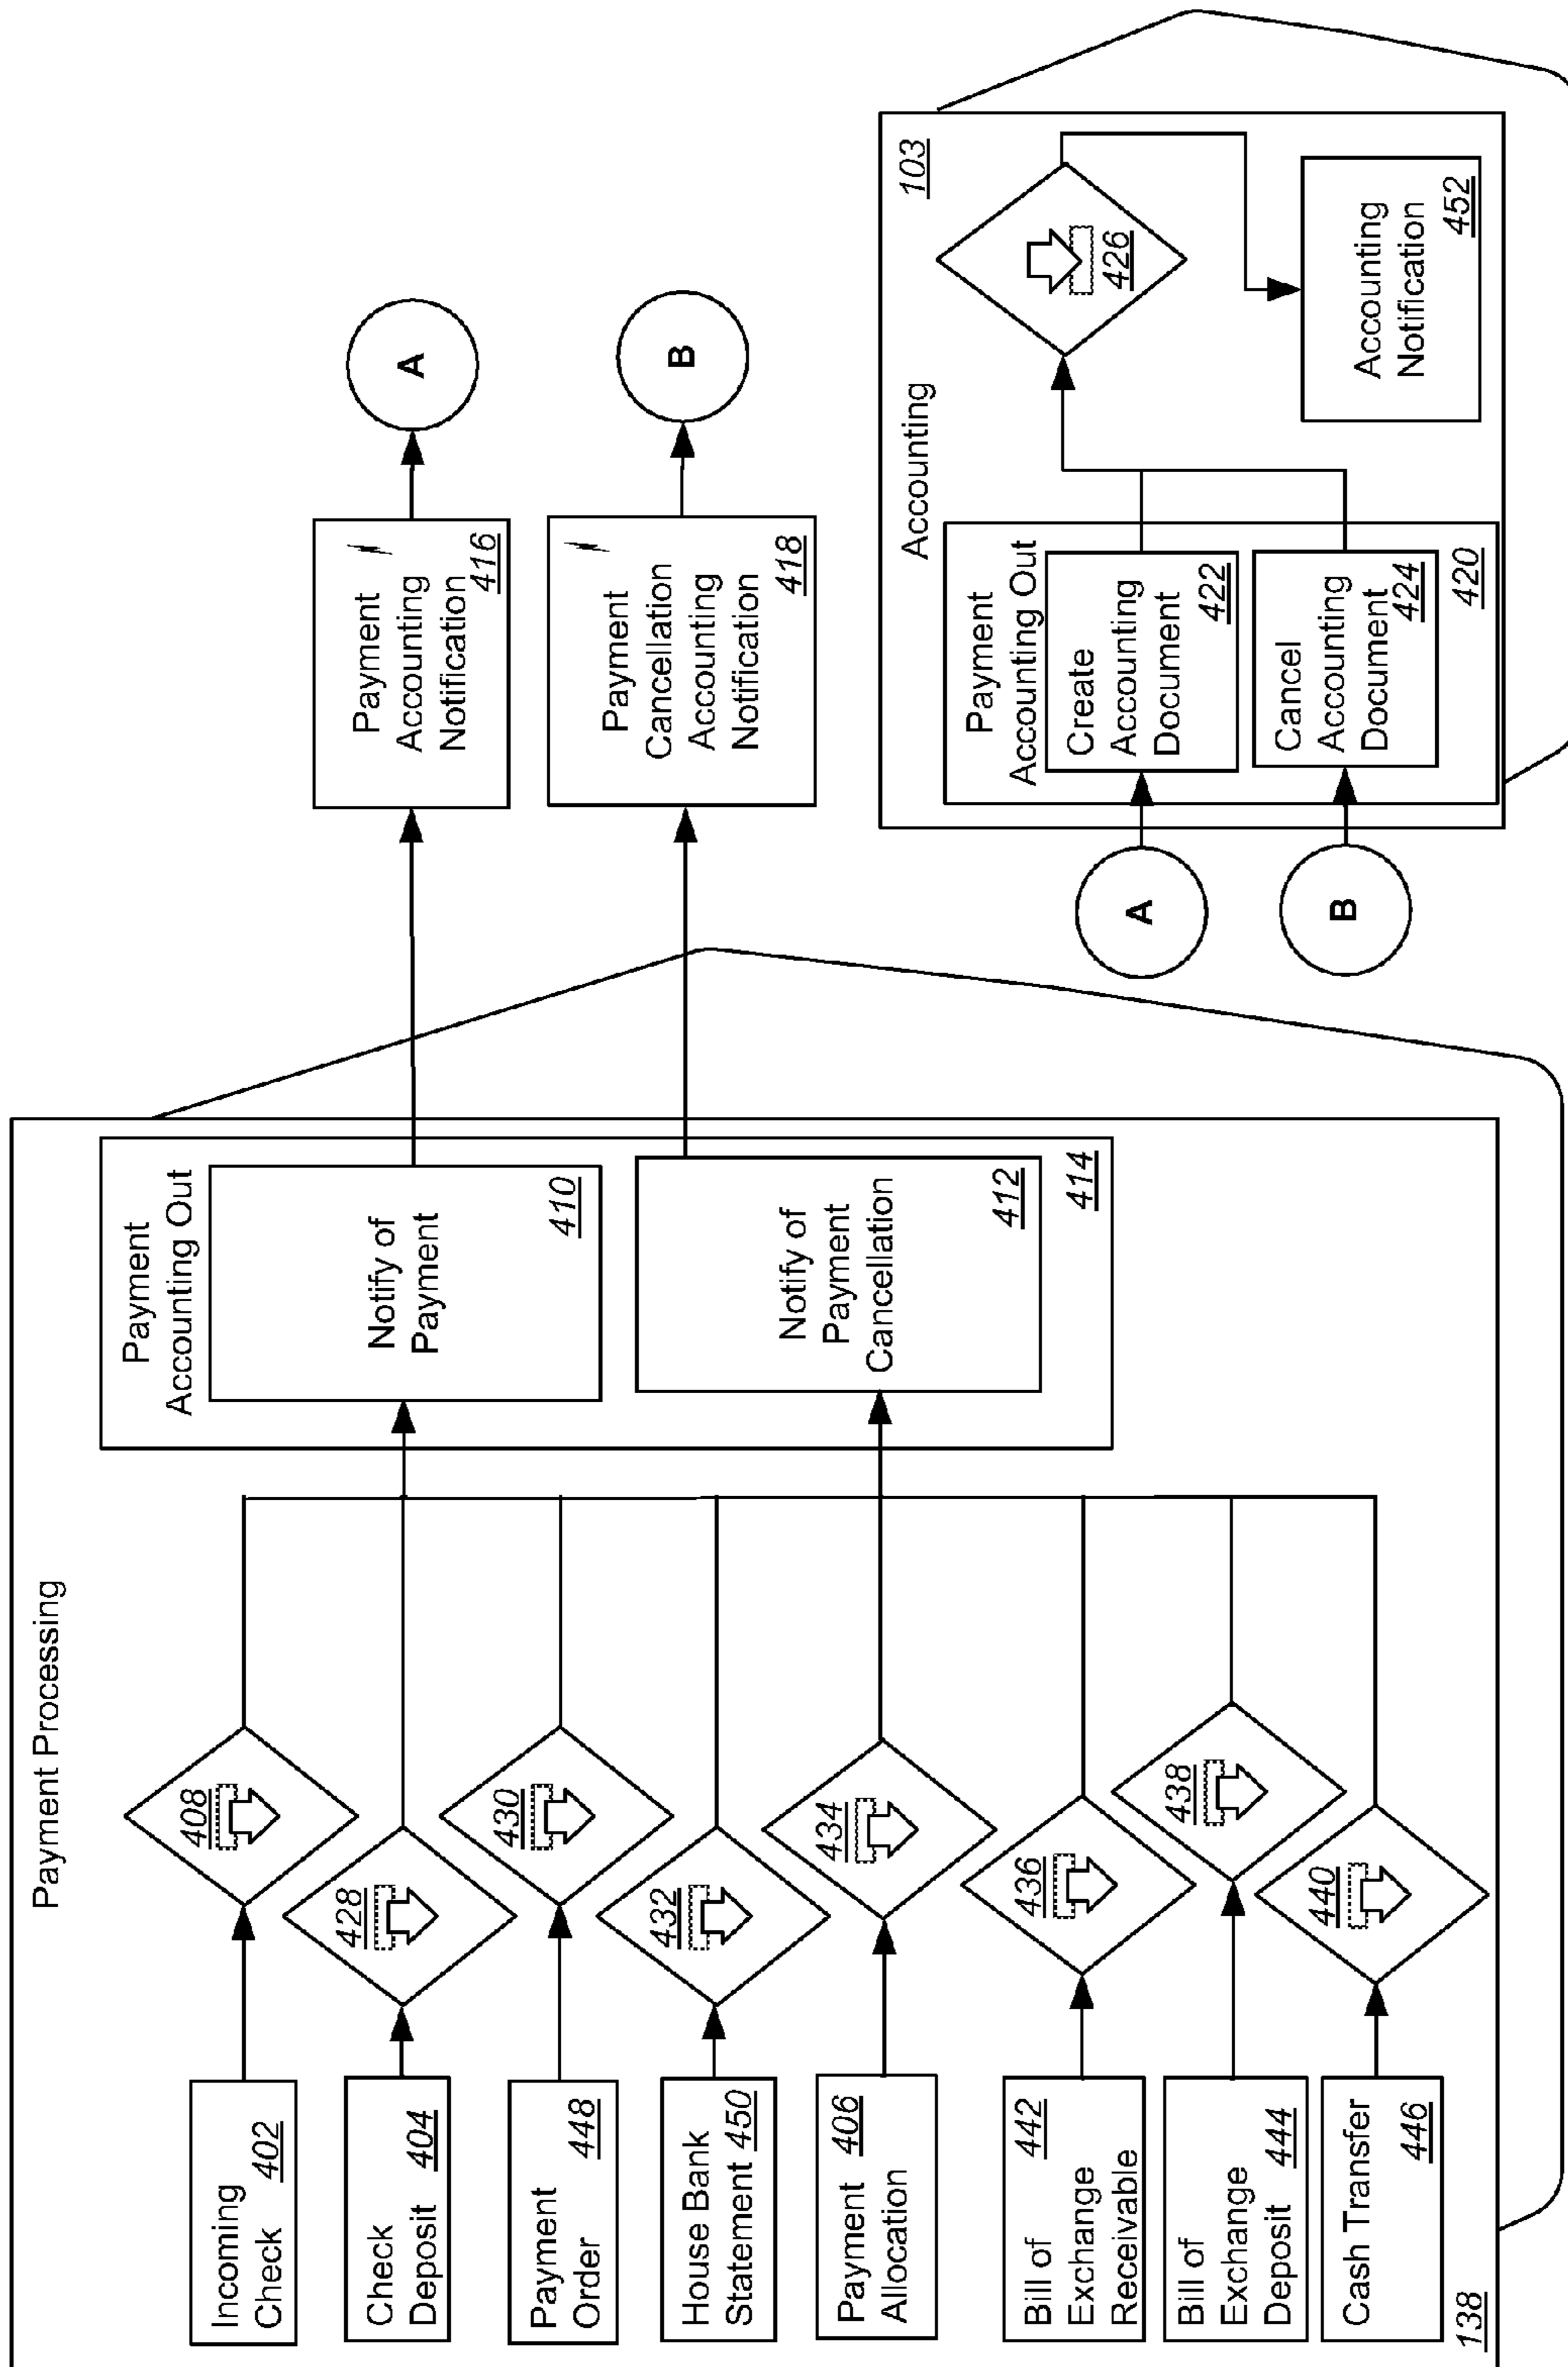 Payment Processing
Incoming
Check 402
Check
Deposit 404
Payment
Order 448
House Bank
Statement 450
Payment 406
Allocation
Bill of 442
Exchange
Receivable
Bill of
Exchange
Deposit 444
Cash Transfer
446
138
408
428
430
432
434
436
438
440
Payment
Accounting Out
Notify of
Payment
410
Notify of
Payment
Cancellation
412
414
Payment
Accounting
Notification
416
Payment
Cancellation
Accounting
Notification
418
A
B
A
B
Accounting
103
Payment
Accounting Out
Create
Accounting
Document
422
Cancel
Accounting
Document
424
420
426
Accounting
Notification
452